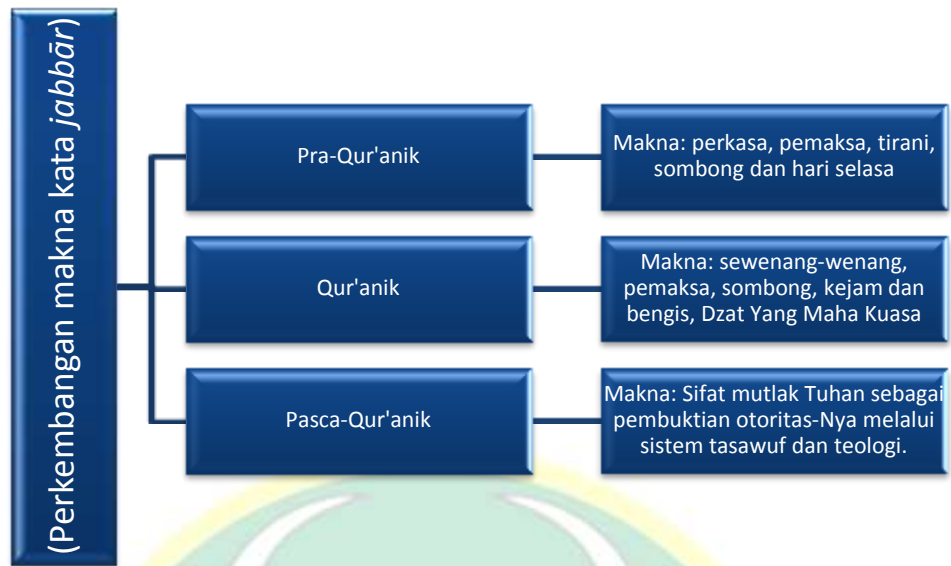 (Perkembangan makna kata jabbār)
Pra-Qur'anik
Makna: perkasa, pemaksa, tirani,
sombong dan hari selasa
Qur'anik
Makna: sewenang-wenang,
pemaksa, sombong, kejam dan
bengis, Dzat Yang Maha Kuasa
Pasca-Qur'anik
Makna: Sifat mutlak Tuhan sebagai
pembuktian otoritas-Nya melalui
sistem tasawuf dan teologi.